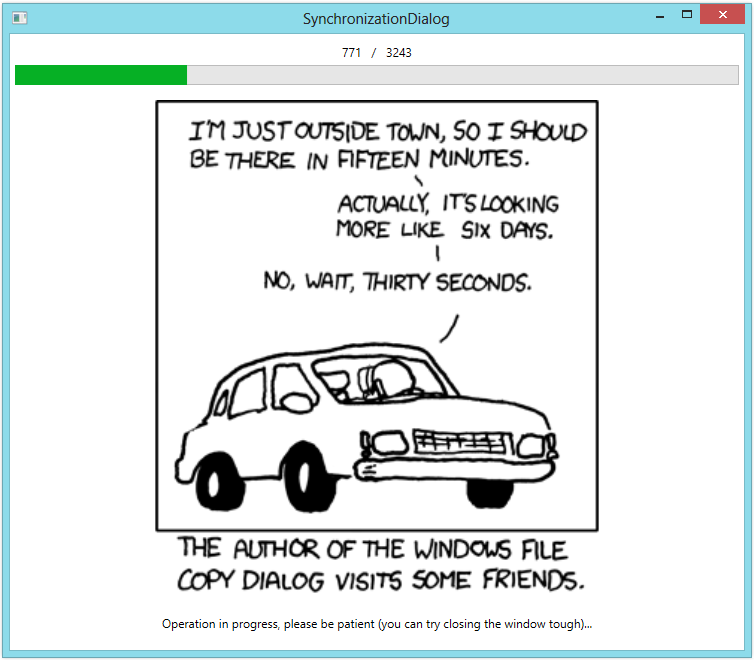 SynchronizationDialog
771 / 3243
I'M JUST OUTSIDE TOWN, SO I SHOULD
BE THERE IN FIFTEEN MINUTES.
ACTUALLY, IT'S LOOKING
MORE LIKE SIX DAYS.
NO, WAIT, THIRTY SECONDS.
THE AUTHOR OF THE WINDOWS FILE
COPY DIALOG VISITS SOME FRIENDS.
Operation in progress, please be patient (you can try closing the window tough)...